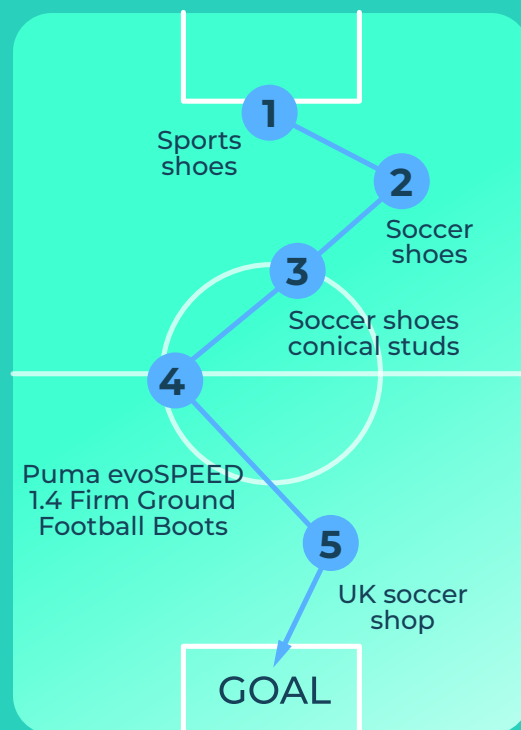 1
Sports
shoes
2
Soccer
shoes
3
Soccer shoes
conical studs
4
Puma evoSPEED
1.4 Firm Ground
Football Boots
5
UK soccer
shop
GOAL